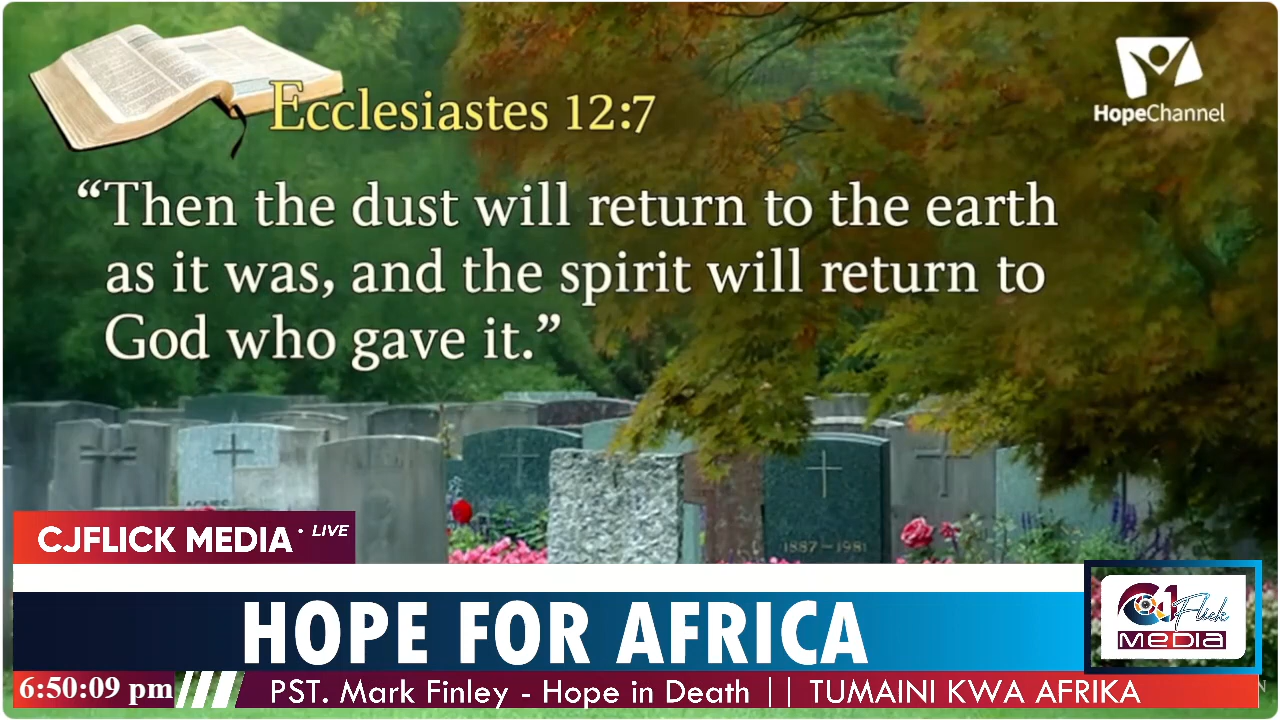 Ecclesiastes 12:7
HopeChannel
“Then the dust will return to the earth
as it was, and the spirit will return to
God who gave it.”
1887 – 1981
CJFLICK MEDIA • LIVE
HOPE FOR AFRICA
Flick
MEDIA
6:50:09 pm
PST. Mark Finley - Hope in Death || TUMAINI KWA AFRIKA